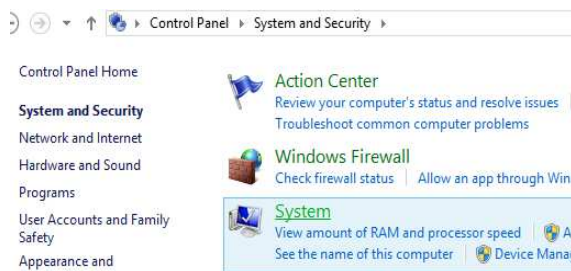 Control Panel System and Security
Control Panel Home
System and Security
Network and Internet
Hardware and Sound
Programs
User Accounts and Family
Safety
Appearance and
Action Center
Review your computer's status and resolve issues
Troubleshoot common computer problems
Windows Firewall
Check firewall status Allow an app through Win
System
View amount of RAM and processor speed A
See the name of this computer Device Mana